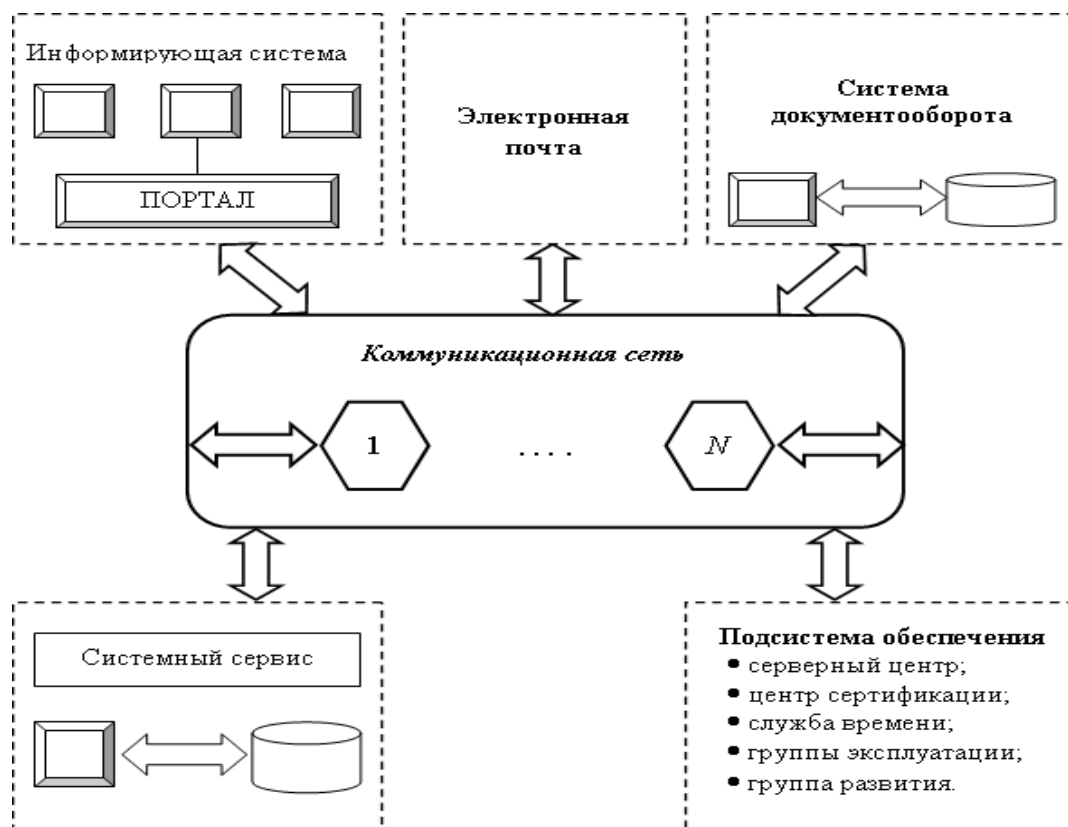 Информирующая система
ПОРТАЛ
Электронная
почта
Система
документооборота
Коммуникационная сеть
1
. . . .
N
Системный сервис
Подсистема обеспечения
• серверный центр;
• центр сертификации;
• служба времени;
• группы эксплуатации;
• группа развития.